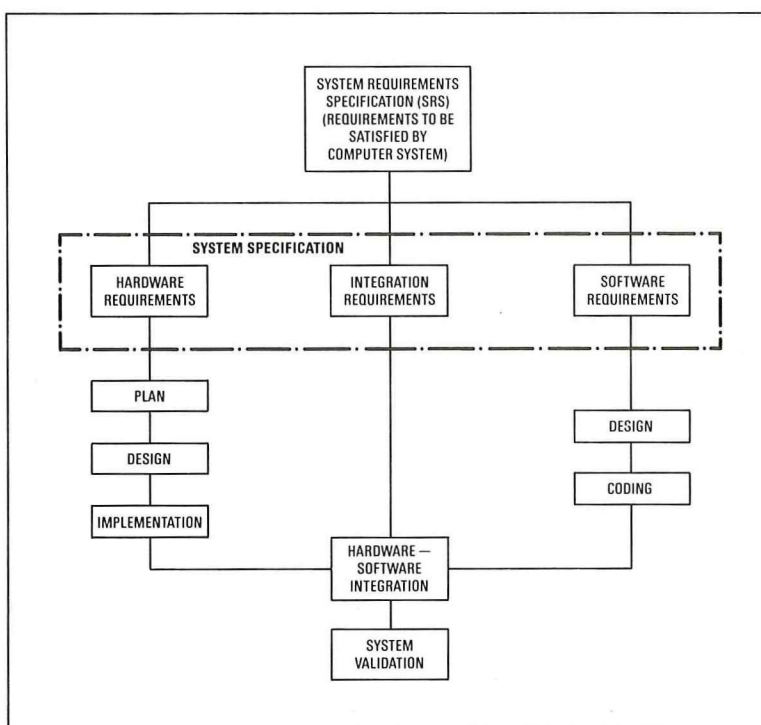 SYSTEM REQUIREMENTS
SPECIFICATION (SRS)
(REQUIREMENTS TO BE
SATISFIED BY
COMPUTER SYSTEM)
SYSTEM SPECIFICATION
HARDWARE
REQUIREMENTS
INTEGRATION
REQUIREMENTS
SOFTWARE
REQUIREMENTS
PLAN
DESIGN
IMPLEMENTATION
DESIGN
CODING
HARDWARE —
SOFTWARE
INTEGRATION
SYSTEM
VALIDATION